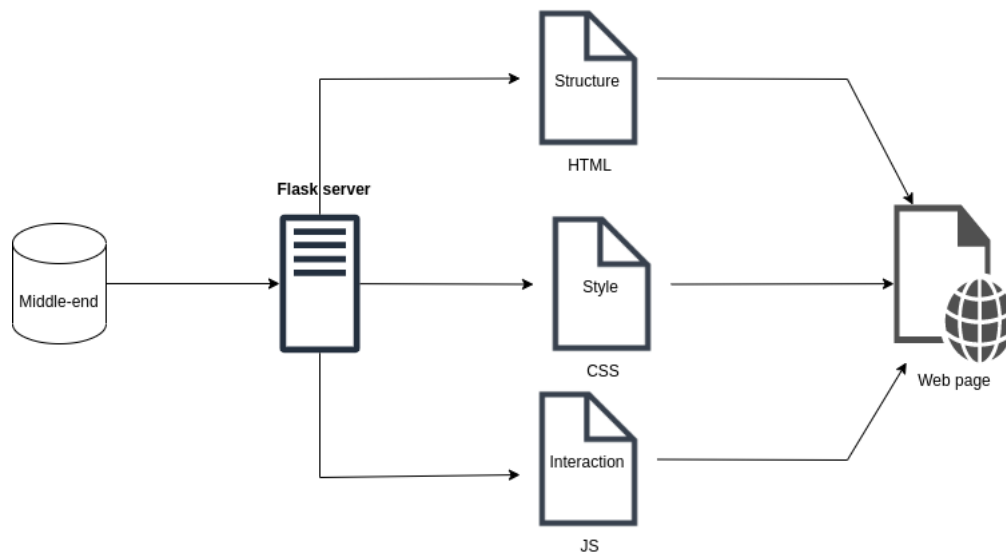 Structure
HTML
Flask server
Middle-end
Style
CSS
Web page
Interaction
JS